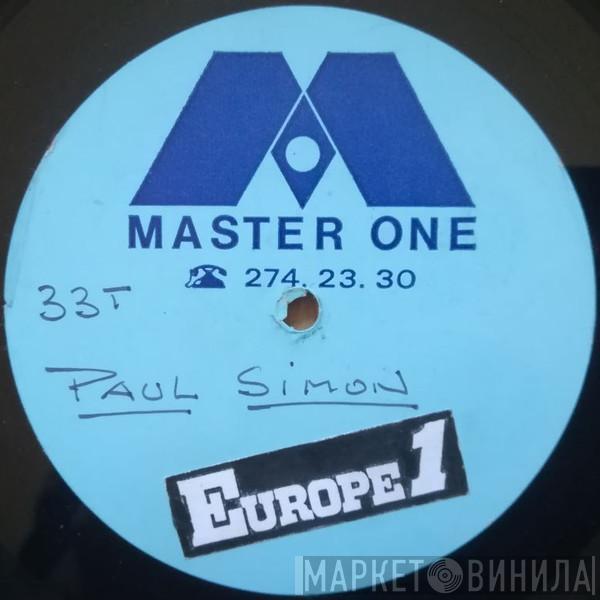 MASTER ONE
☎ 274. 23. 30
33T
PAUL SIMON
EUROPE 1
МАРКЕТ ВИНИЛА